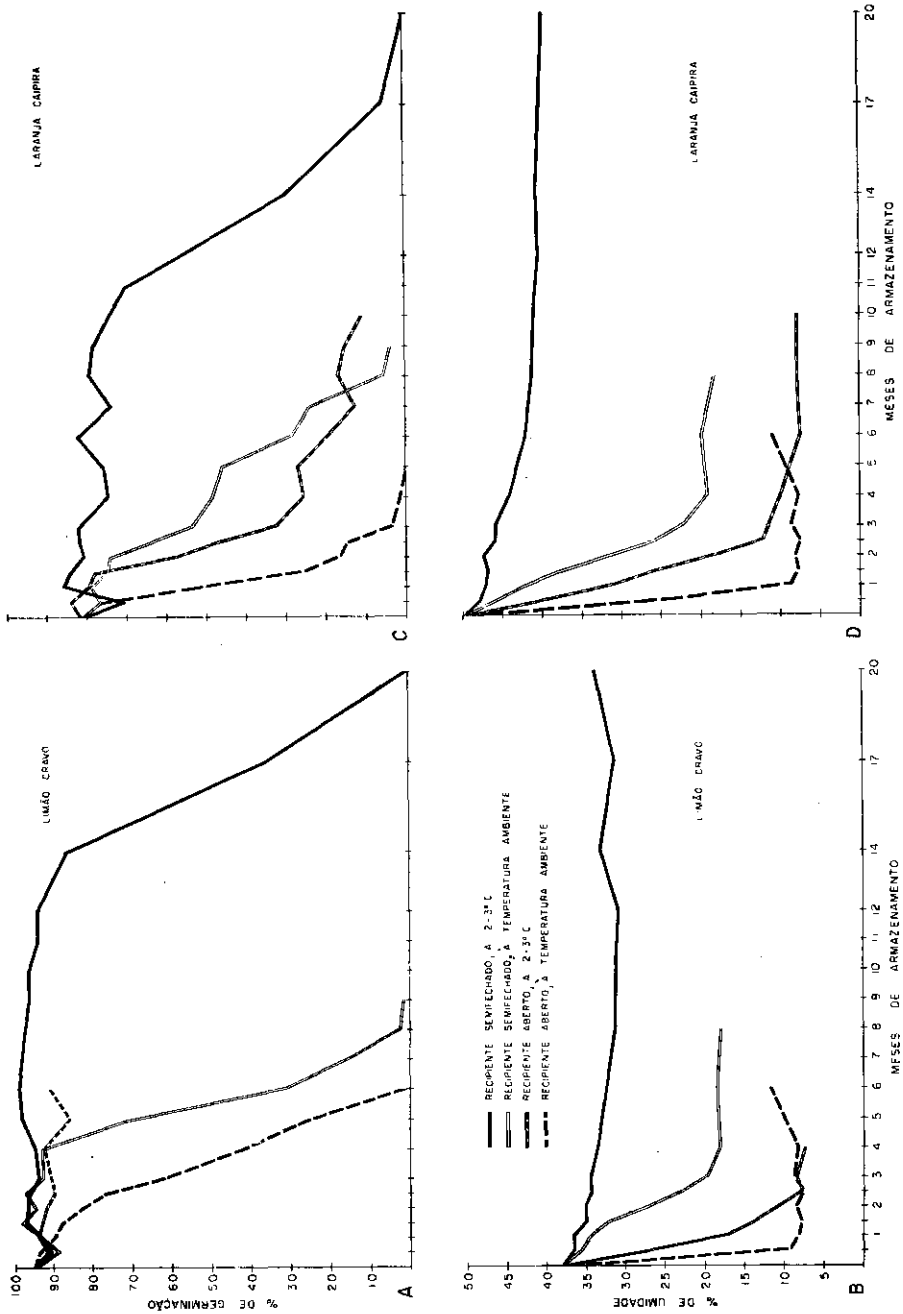 LIMÃO CRAVO
% DE GERMINAÇÃO
100
90
80
70
60
50
40
30
20
10
A
LARANJA CAIPIRA
C
RECIPIENTE SEMIFECHADO, A 2-3º C
RECIPIENTE SEMIFECHADO, À TEMPERATURA AMBIENTE
RECIPIENTE ABERTO, A 2-3º C
RECIPIENTE ABERTO, À TEMPERATURA AMBIENTE
LIMÃO CRAVO
% DE UMIDADE
50
45
40
35
30
25
20
15
10
5
B
1 2 3 4 5 6 8 9 10 11 12 14 17 20
MESES DE ARMAZENAMENTO
LARANJA CAIPIRA
D
1 2 3 4 5 6 7 8 9 10 11 12 14 17 20
MESES DE ARMAZENAMENTO